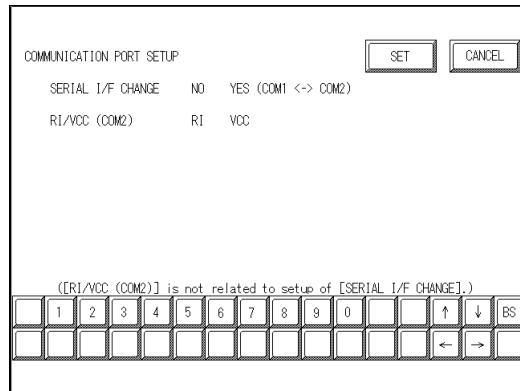 COMMUNICATION PORT SETUP SET CANCEL
SERIAL I/F CHANGE NO YES (COM1 <-> COM2)
RI/VCC (COM2) RI VCC
([RI/VCC (COM2)] is not related to setup of [SERIAL I/F CHANGE].)
1 2 3 4 5 6 7 8 9 0 ↑ ↓ BS
← →